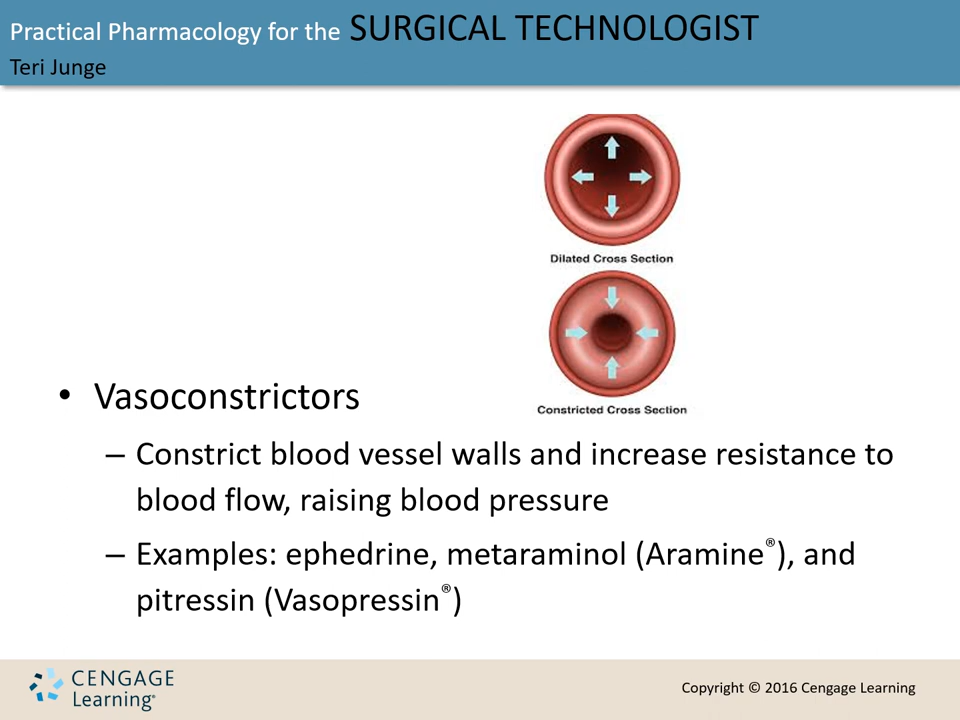 Practical Pharmacology for the SURGICAL TECHNOLOGIST
Teri Junge
Dilated Cross Section
Constricted Cross Section
• Vasoconstrictors
– Constrict blood vessel walls and increase resistance to
blood flow, raising blood pressure
– Examples: ephedrine, metaraminol (Aramine®), and
pitressin (Vasopressin®)
CENGAGE
Learning®
Copyright © 2016 Cengage Learning